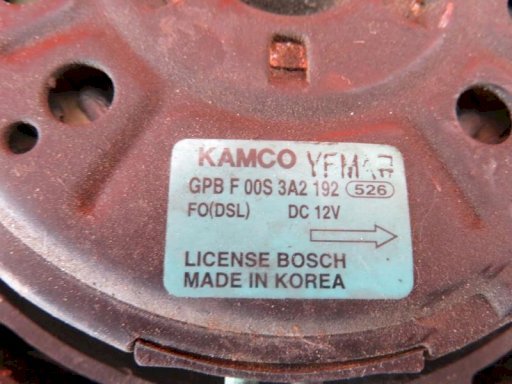 KAMCO
GPB F 00S 3A2 192 526
FO(DSL) DC 12V
LICENSE BOSCH
MADE IN KOREA